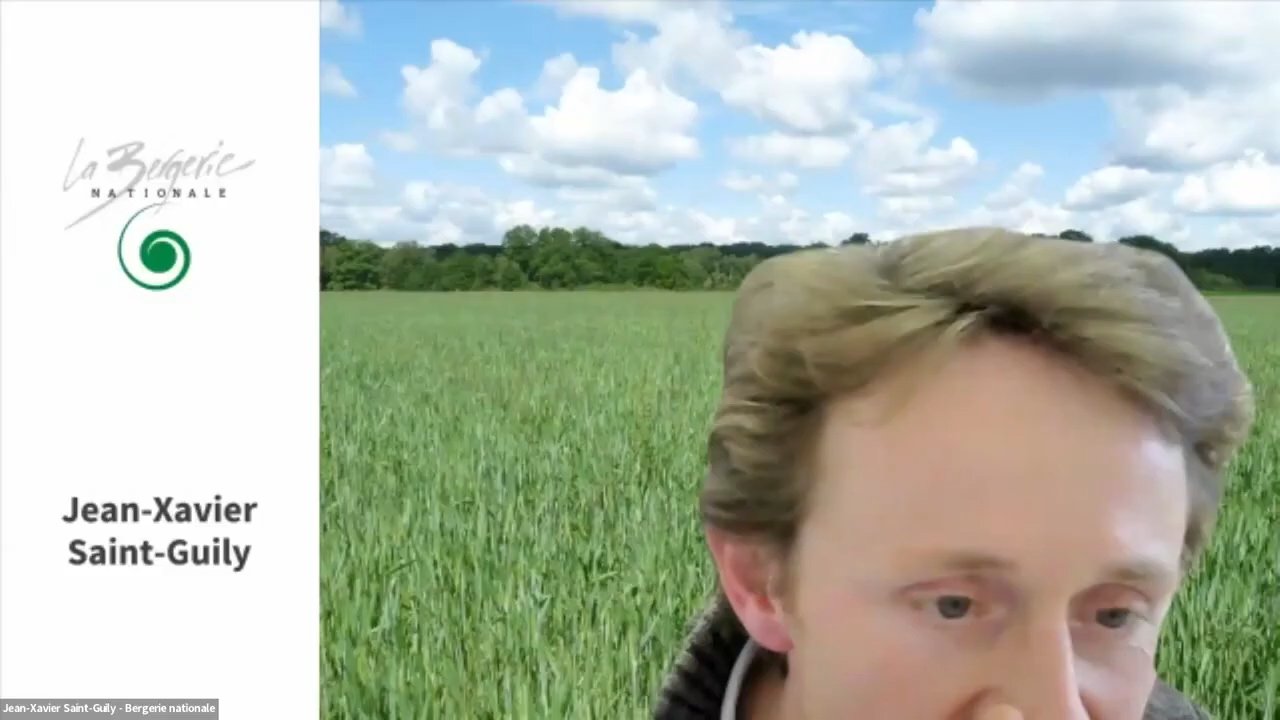 La Bergerie
NATIONALE
Jean-Xavier
Saint-Guily
Jean-Xavier Saint-Guily - Bergerie nationale